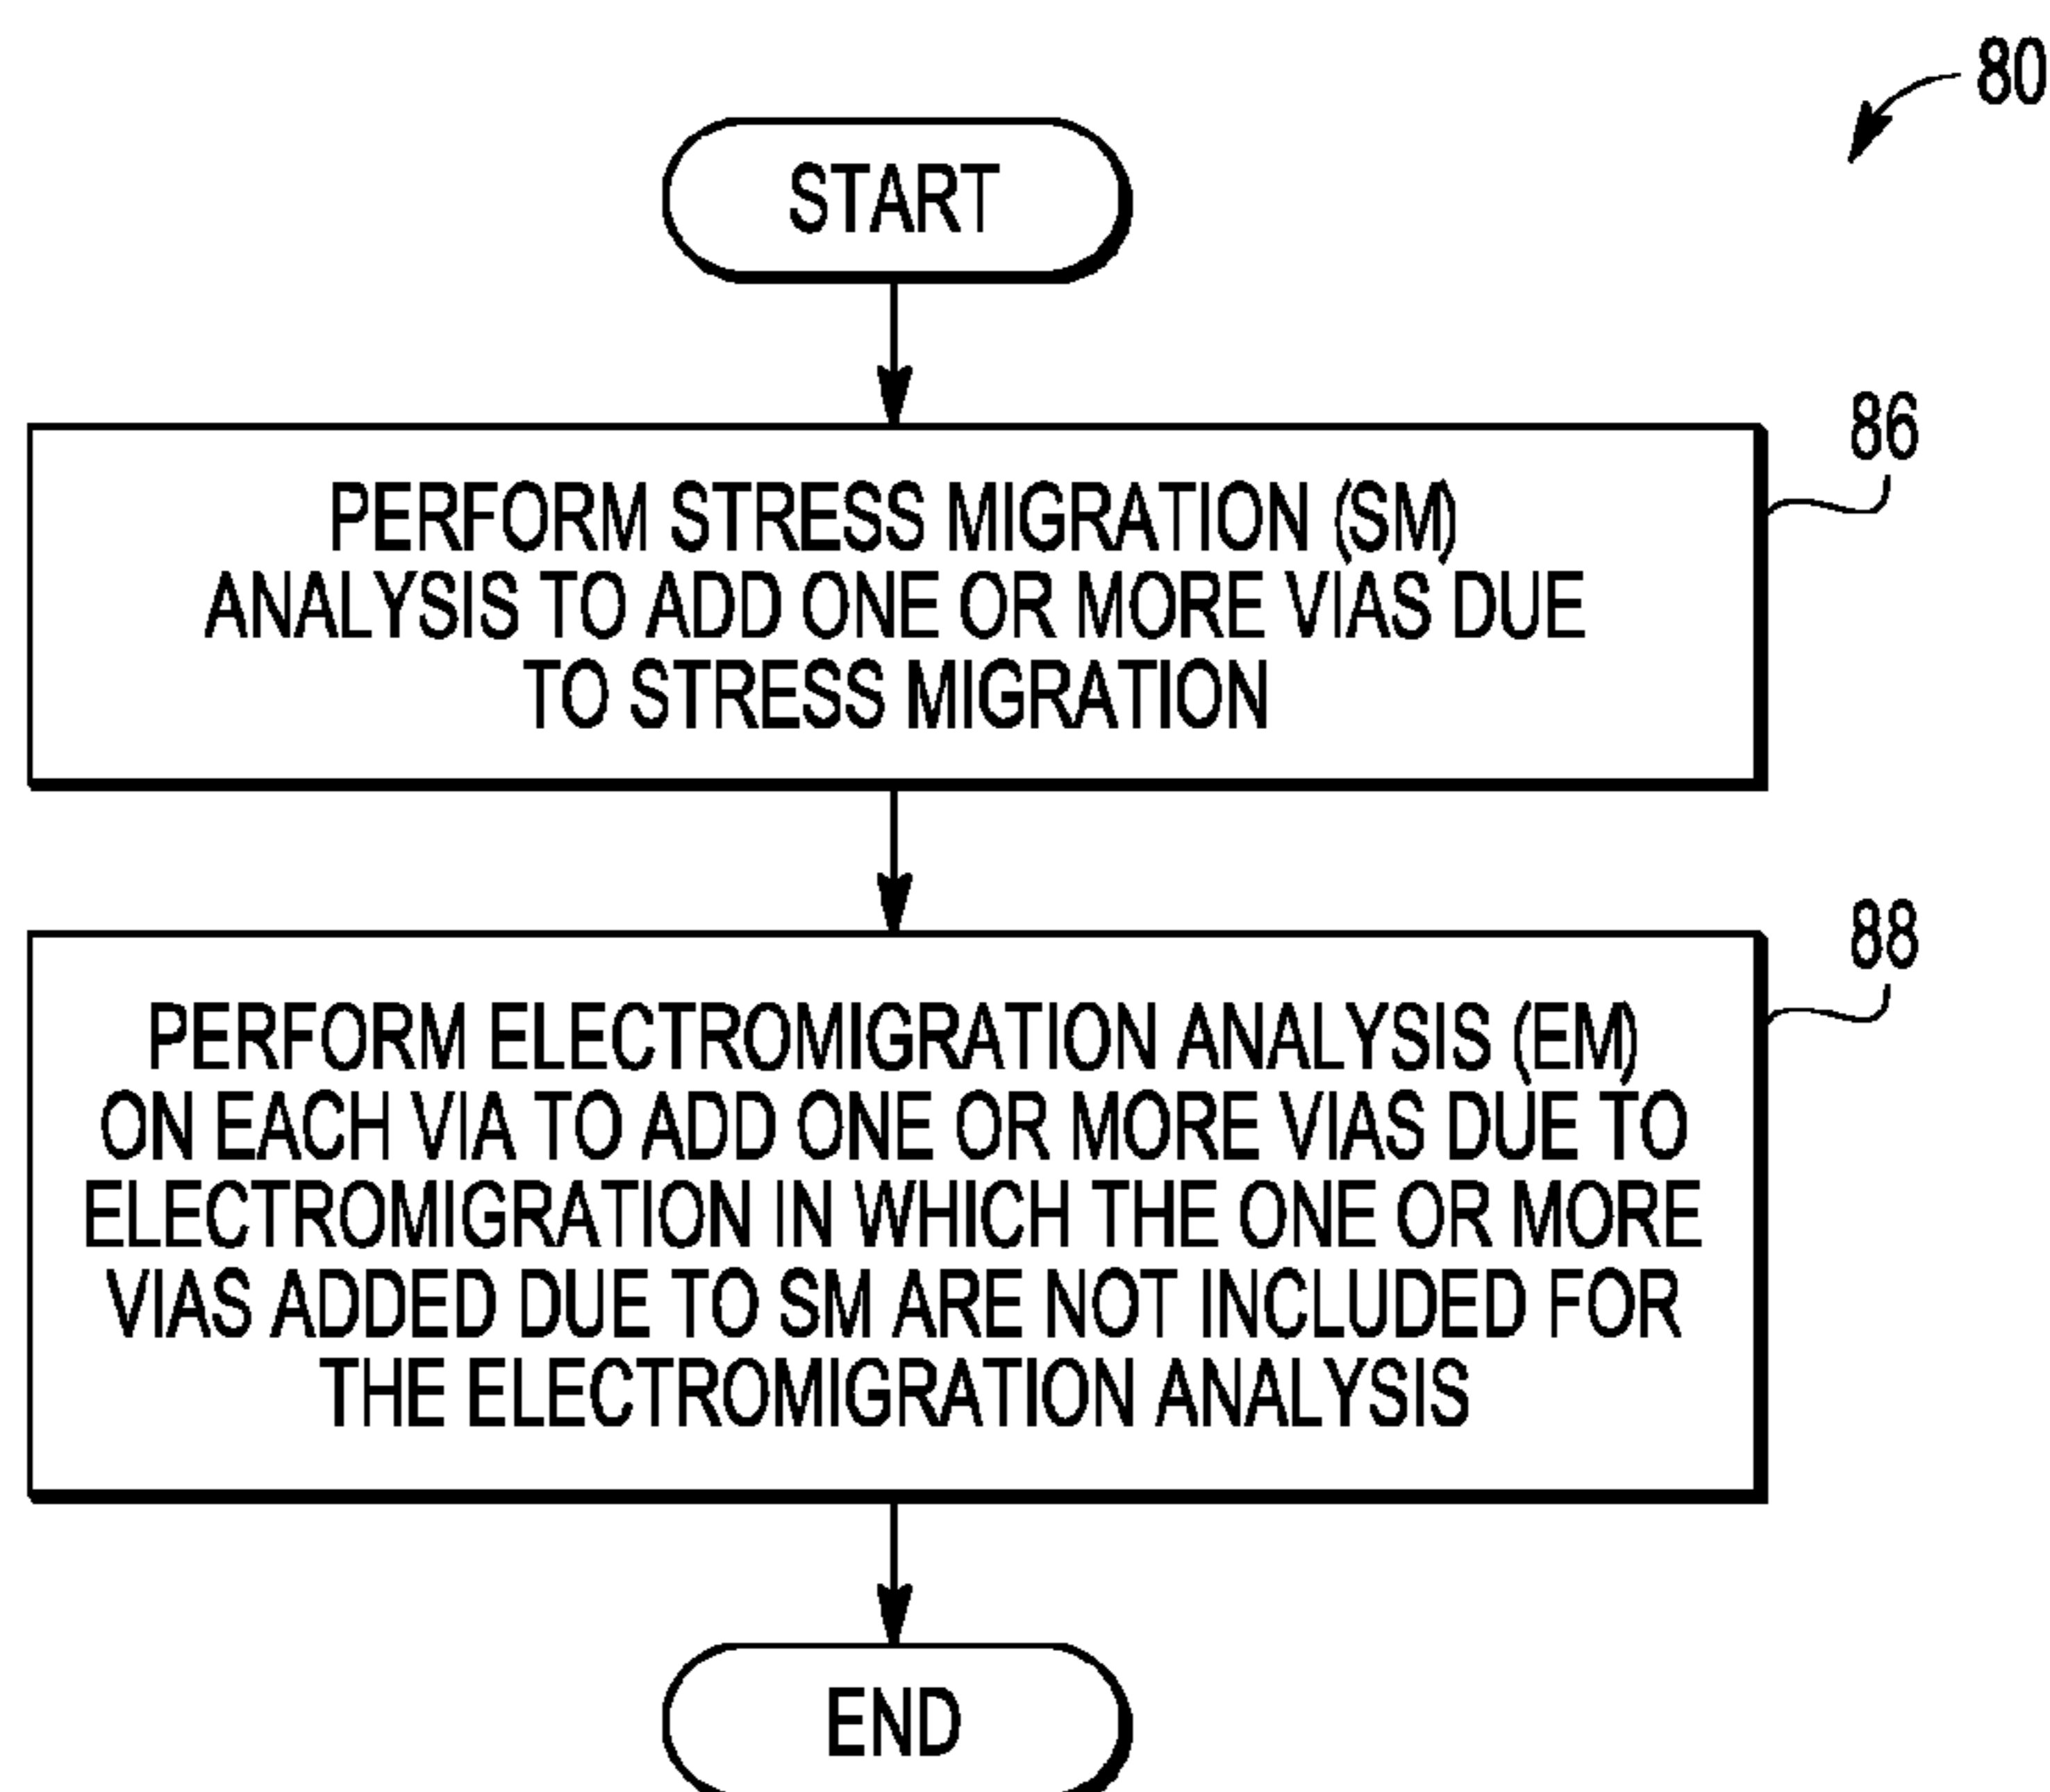 80
START
86
PERFORM STRESS MIGRATION (SM)
ANALYSIS TO ADD ONE OR MORE VIAS DUE
TO STRESS MIGRATION
88
PERFORM ELECTROMIGRATION ANALYSIS (EM)
ON EACH VIA TO ADD ONE OR MORE VIAS DUE TO
ELECTROMIGRATION IN WHICH THE ONE OR MORE
VIAS ADDED DUE TO SM ARE NOT INCLUDED FOR
THE ELECTROMIGRATION ANALYSIS
END